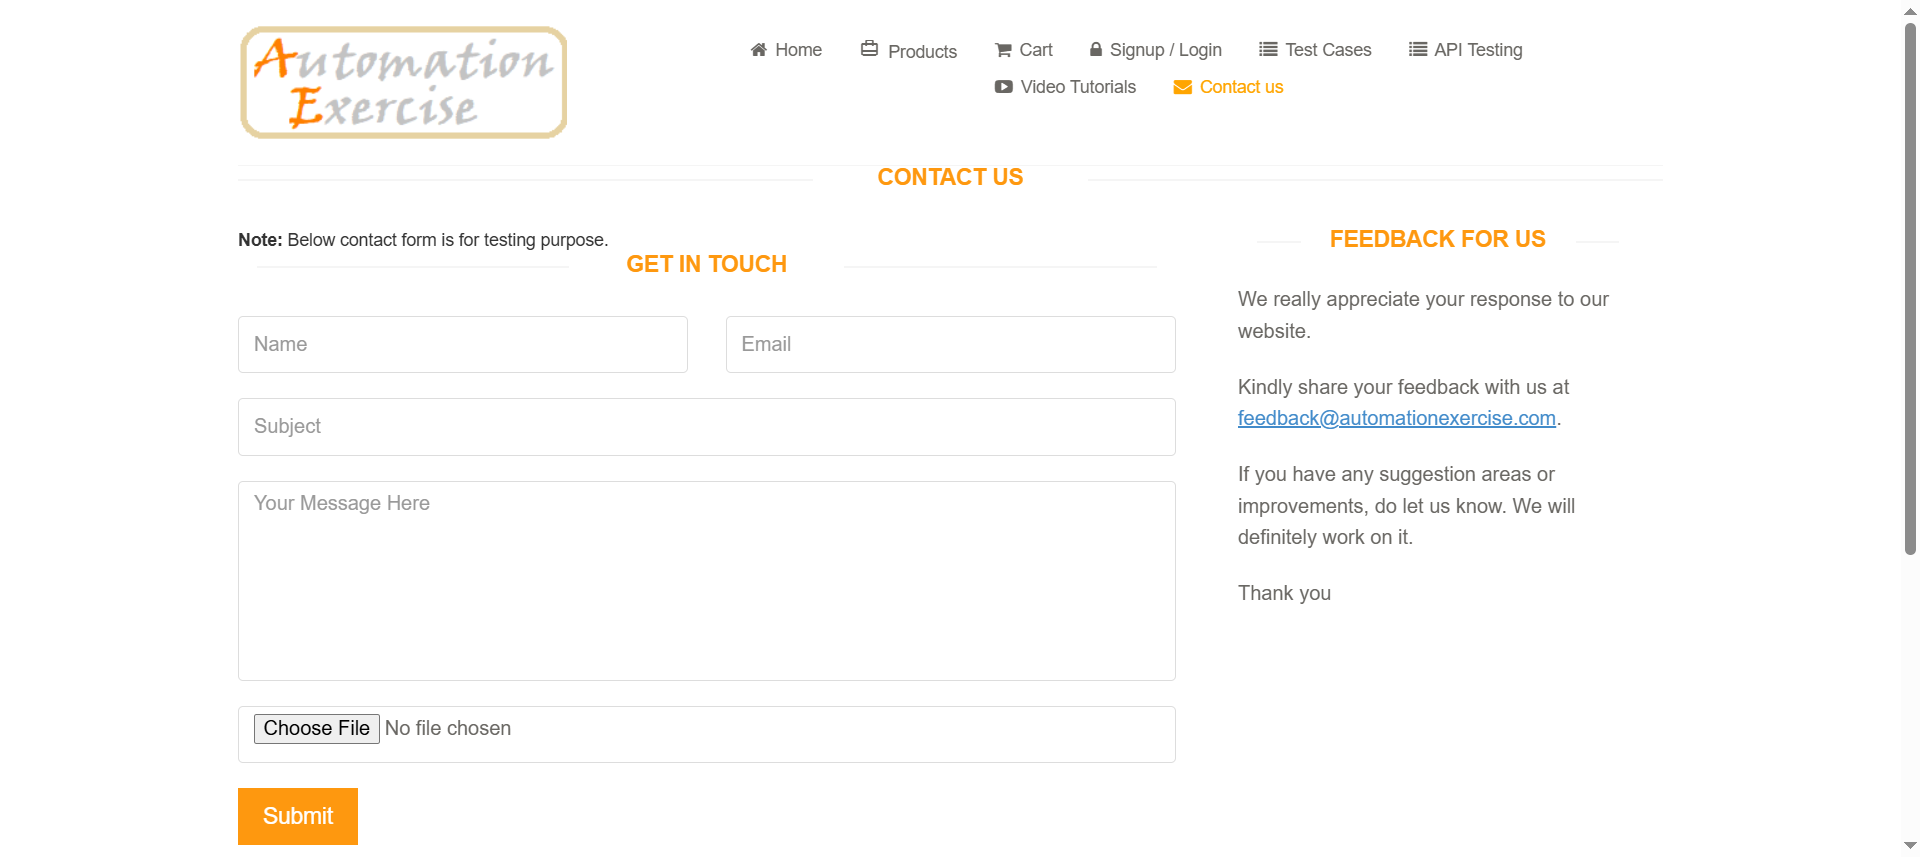 Automation
Exercise
Home
Products
Cart
Signup / Login
Test Cases
API Testing
Video Tutorials
Contact us
CONTACT US
Note: Below contact form is for testing purpose.
GET IN TOUCH
Name
Email
Subject
Your Message Here
Choose File No file chosen
Submit
FEEDBACK FOR US
We really appreciate your response to our
website.
Kindly share your feedback with us at
feedback@automationexercise.com.
If you have any suggestion areas or
improvements, do let us know. We will
definitely work on it.
Thank you